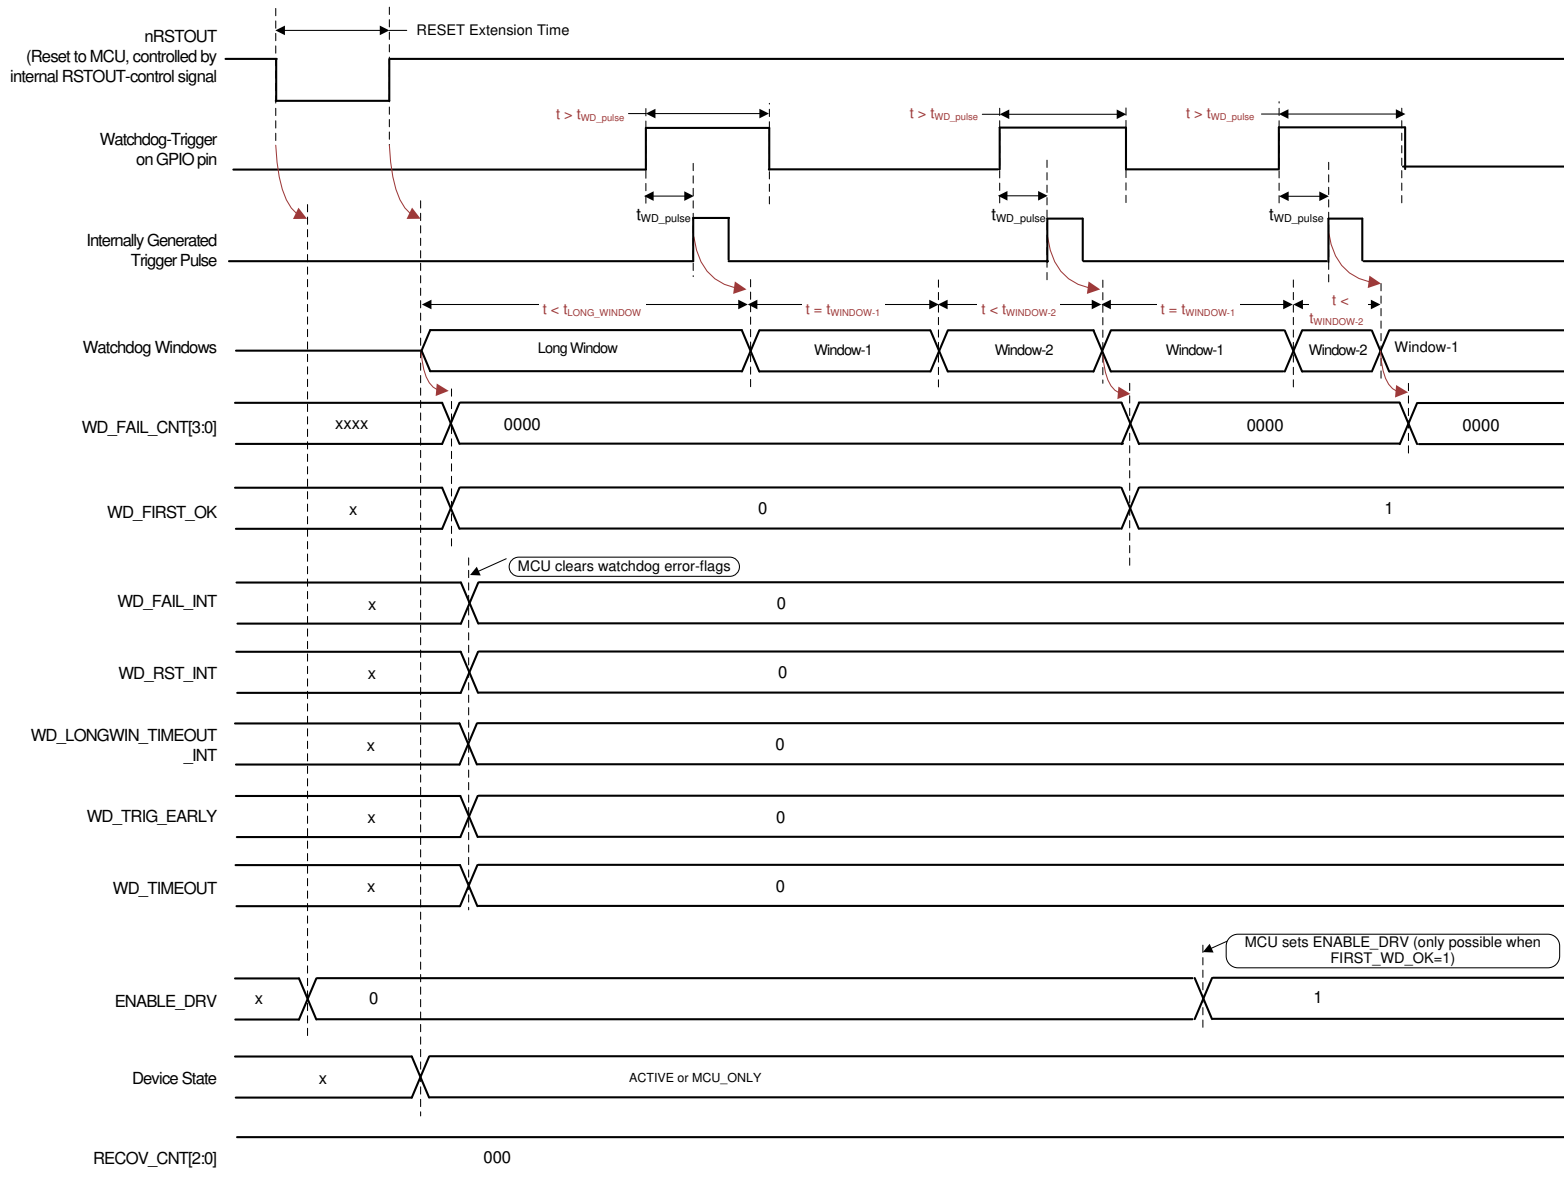 nRSTOUT
(Reset to MCU, controlled by
internal RSTOUT-control signal
RESET Extension Time
t > tWD_pulse
t > tWD_pulse
t > tWD_pulse
Watchdog-Trigger
on GPIO pin
tWD_pulse
tWD_pulse
tWD_pulse
Internally Generated
Trigger Pulse
t < tLONG_WINDOW
t = tWINDOW-1
t < tWINDOW-2
t = tWINDOW-1
t <
tWINDOW-2
Watchdog Windows
Long Window
Window-1
Window-2
Window-1
Window-2
Window-1
WD_FAIL_CNT[3:0]
xxxx
0000
0000
0000
WD_FIRST_OK
x
0
1
MCU clears watchdog error-flags
WD_FAIL_INT
x
0
WD_RST_INT
x
0
WD_LONGWIN_TIMEOUT
_INT
x
0
WD_TRIG_EARLY
x
0
WD_TIMEOUT
x
0
MCU sets ENABLE_DRV (only possible when
FIRST_WD_OK=1)
ENABLE_DRV
x
0
1
Device State
x
ACTIVE or MCU_ONLY
RECOV_CNT[2:0]
000